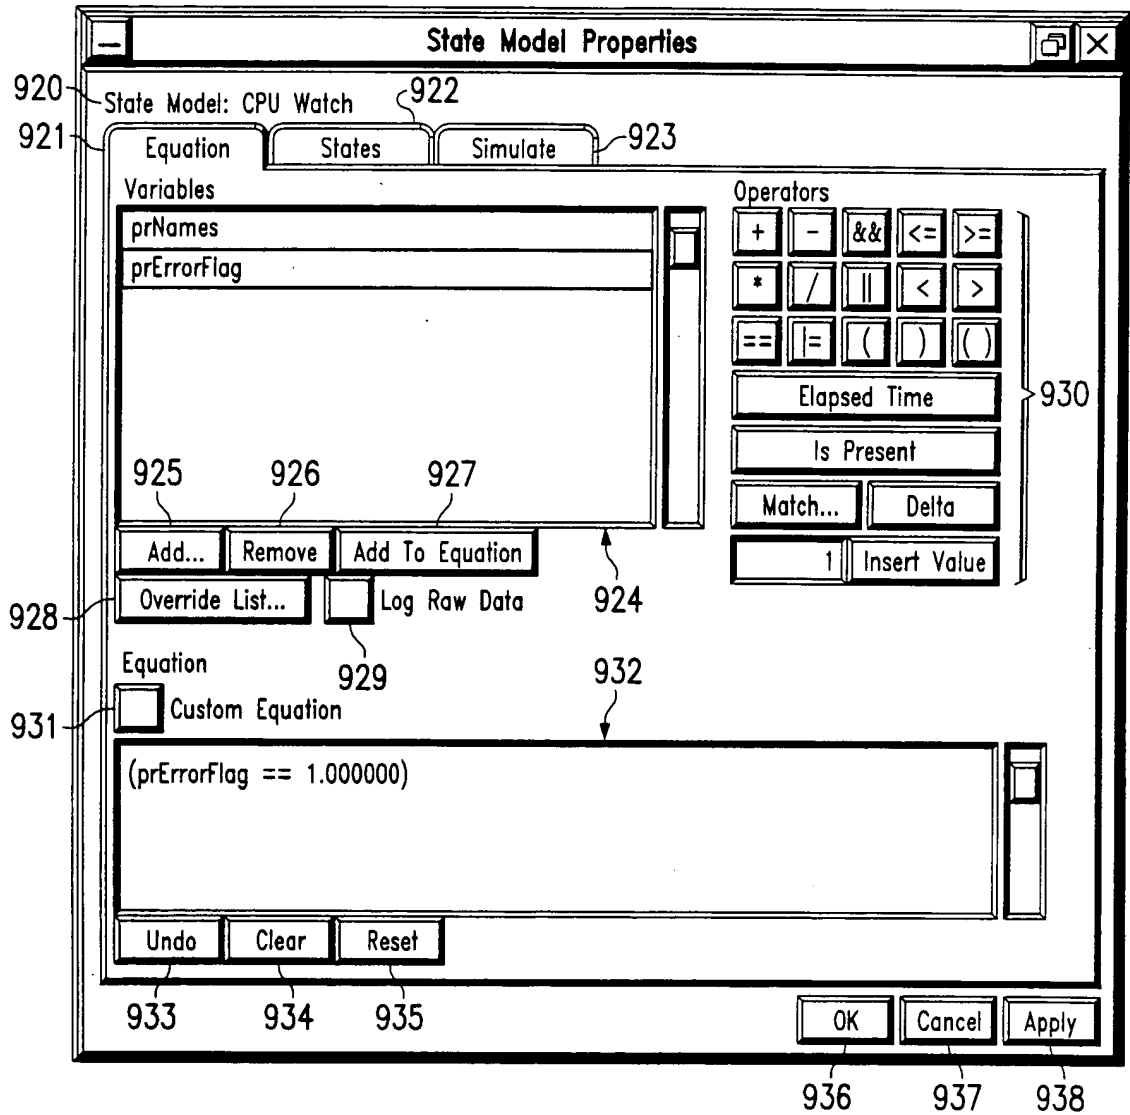 State Model Properties
920
State Model: CPU Watch
922
921
Equation
States
Simulate
923
Variables
Operators
prNames
prErrorFlag
+ - && <= >=
* / || < >
== |= ( ) ()
Elapsed Time
930
Is Present
925 926 927
Match... Delta
Add... Remove Add To Equation
1 Insert Value
928
Override List...
Log Raw Data
924
929
Equation
932
931
Custom Equation
(prErrorFlag == 1.000000)
Undo Clear Reset
933 934 935
OK Cancel Apply
936 937 938